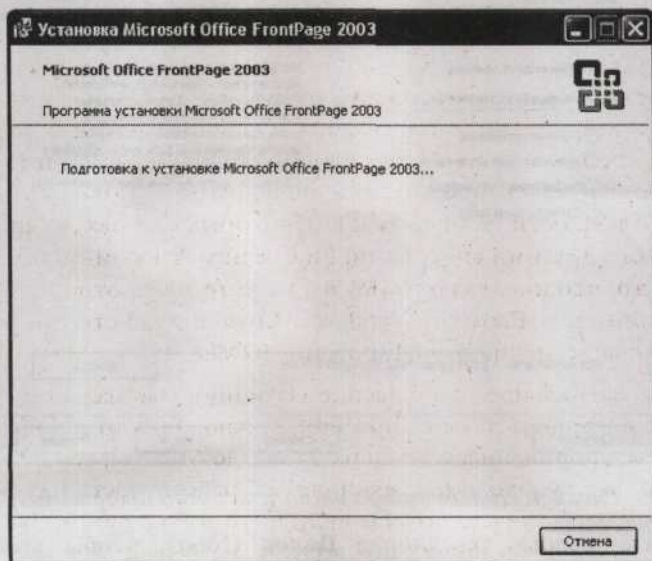 Установка Microsoft Office FrontPage 2003
Microsoft Office FrontPage 2003
Программа установки Microsoft Office FrontPage 2003
Подготовка к установке Microsoft Office FrontPage 2003...
Отмена